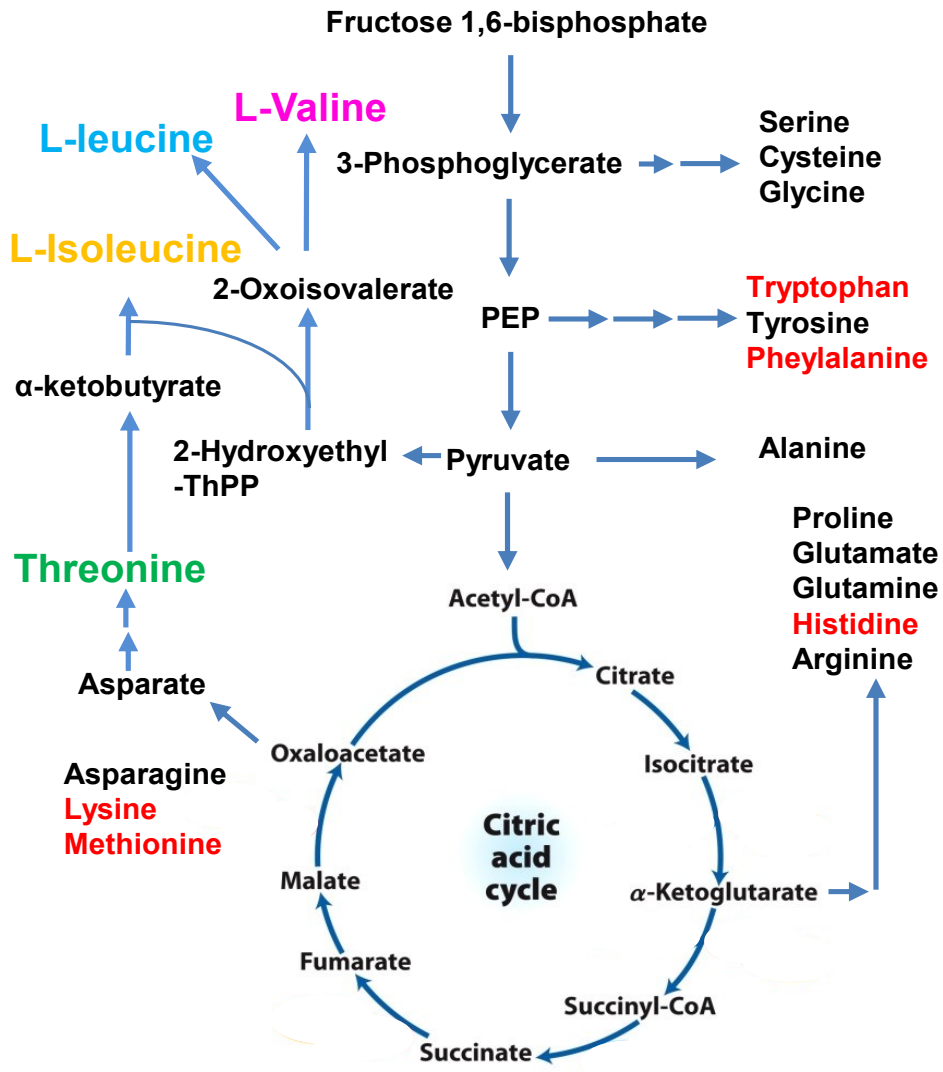 Fructose 1,6-bisphosphate
L-Valine
L-leucine
3-Phosphoglycerate
Serine
Cysteine
Glycine
L-Isoleucine
2-Oxoisovalerate
PEP
Tryptophan
Tyrosine
Pheylalanine
α-ketobutyrate
2-Hydroxyethyl
-ThPP
Pyruvate
Alanine
Proline
Glutamate
Glutamine
Histidine
Arginine
Threonine
Acetyl-CoA
Asparate
Citrate
Oxaloacetate
Isocitrate
Asparagine
Lysine
Methionine
Citric
acid
cycle
Malate
α-Ketoglutarate
Fumarate
Succinyl-CoA
Succinate